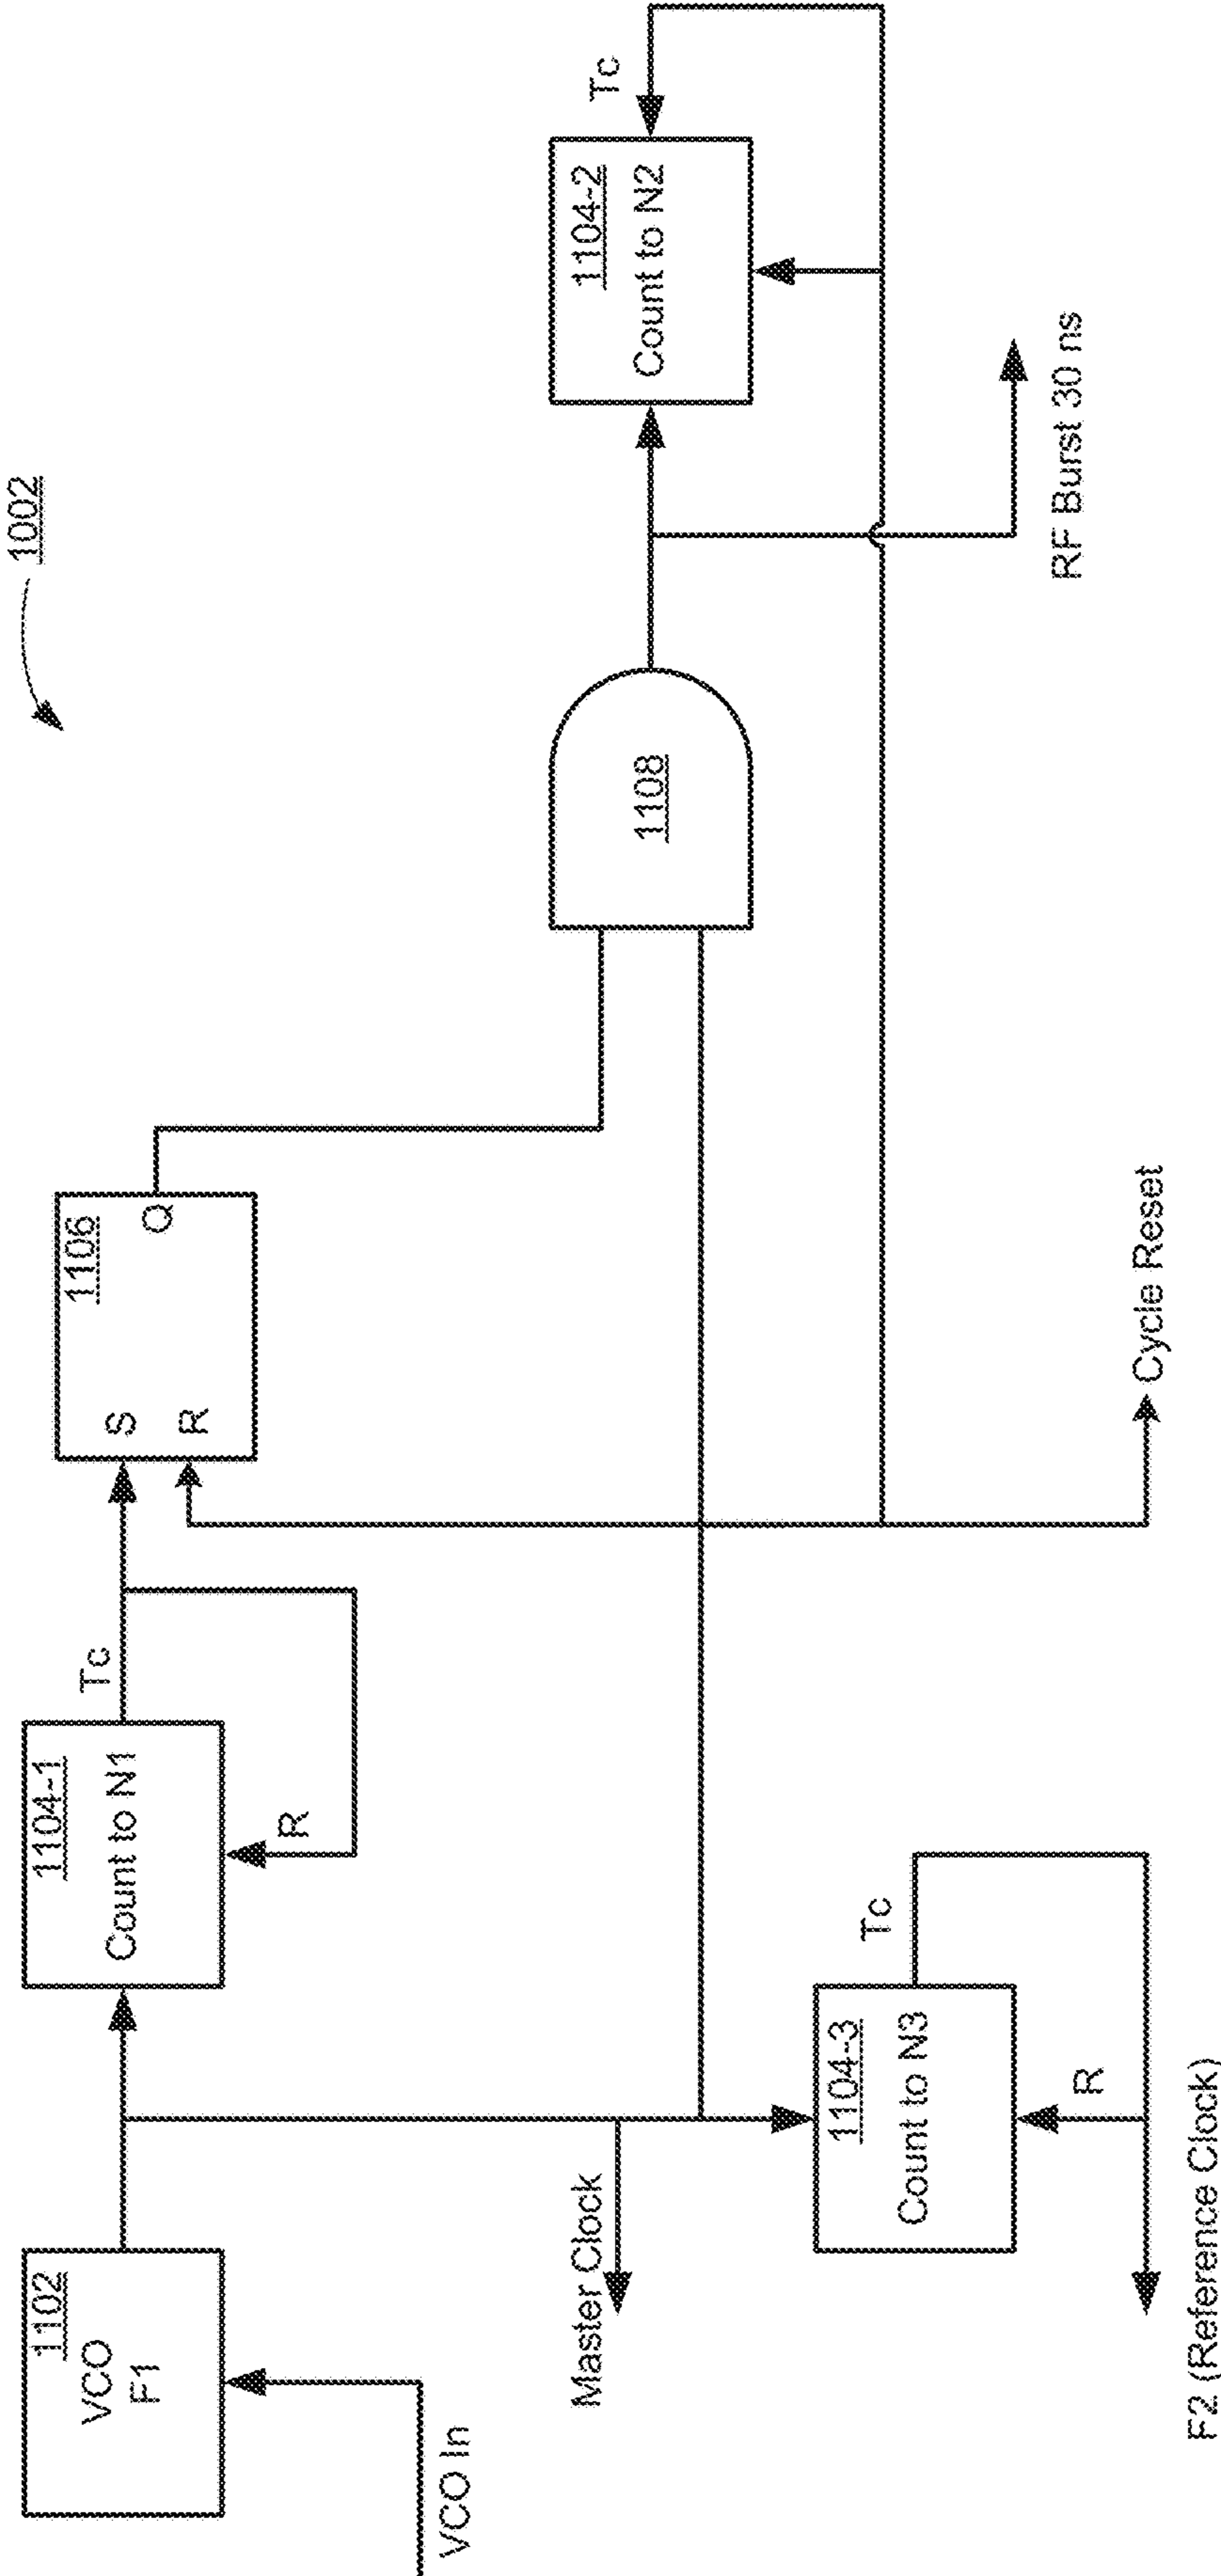 1002
1102
VCO
F1
VCO In
1104-1
Count to N1
Tc
R
1106
S
R
Q
Master Clock
1104-3
Count to N3
Tc
R
F2 (Reference Clock)
1108
1104-2
Count to N2
Tc
RF Burst 30 ns
Cycle Reset